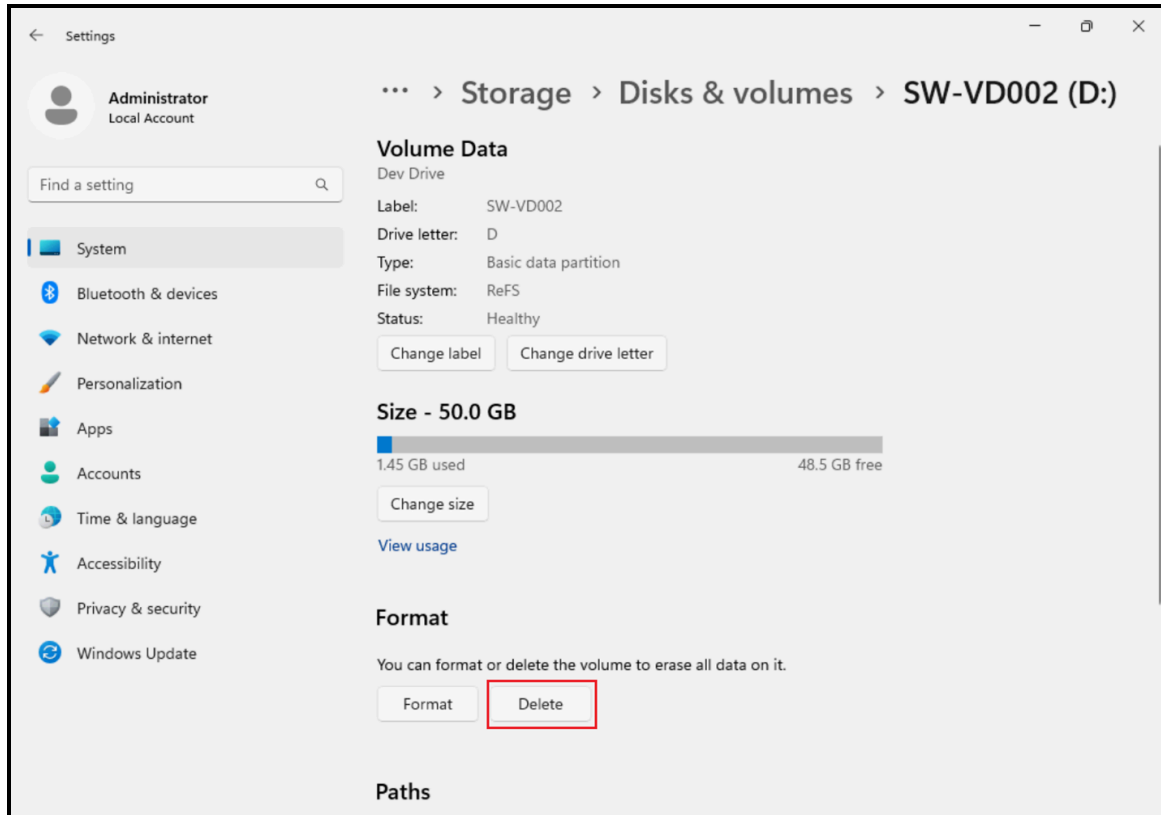 Settings
Administrator
Local Account
Find a setting
System
Bluetooth & devices
Network & internet
Personalization
Apps
Accounts
Time & language
Accessibility
Privacy & security
Windows Update
··· > Storage > Disks & volumes > SW-VD002 (D:)
Volume Data
Dev Drive
Label: SW-VD002
Drive letter: D
Type: Basic data partition
File system: ReFS
Status: Healthy
Change label Change drive letter
Size - 50.0 GB
1.45 GB used 48.5 GB free
Change size
View usage
Format
You can format or delete the volume to erase all data on it.
Format Delete
Paths